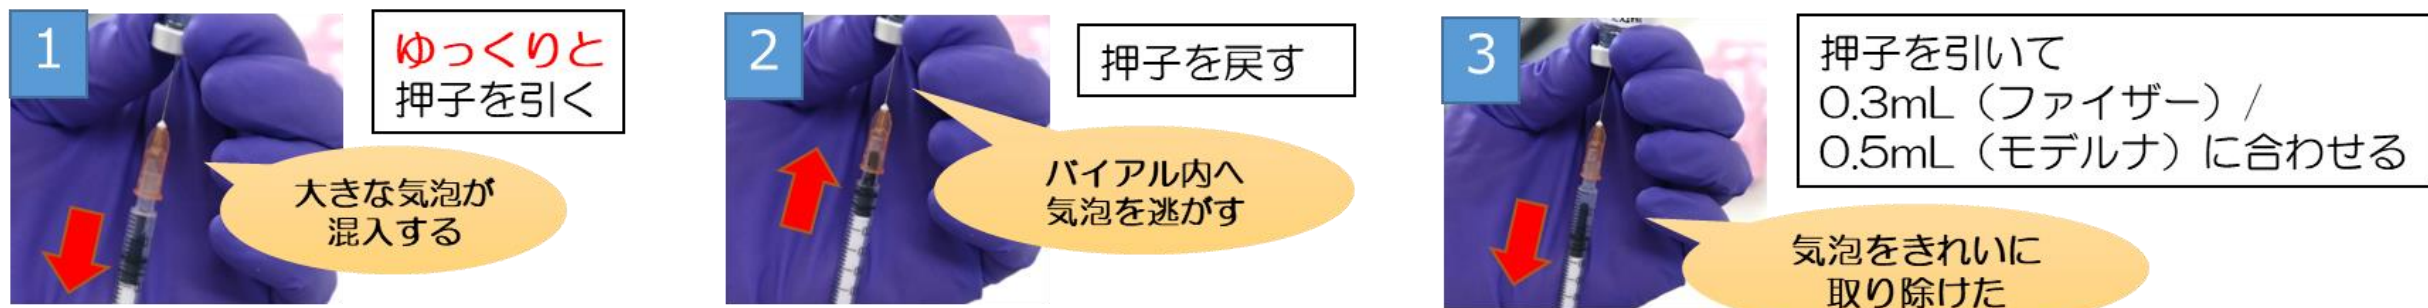 1
ゆっくりと
押子を引く
大きな気泡が
混入する
2
押子を戻す
バイアル内へ
気泡を逃がす
3
押子を引いて
0.3mL（ファイザー）/
0.5mL（モデルナ）に合わせる
気泡をきれいに
取り除けた